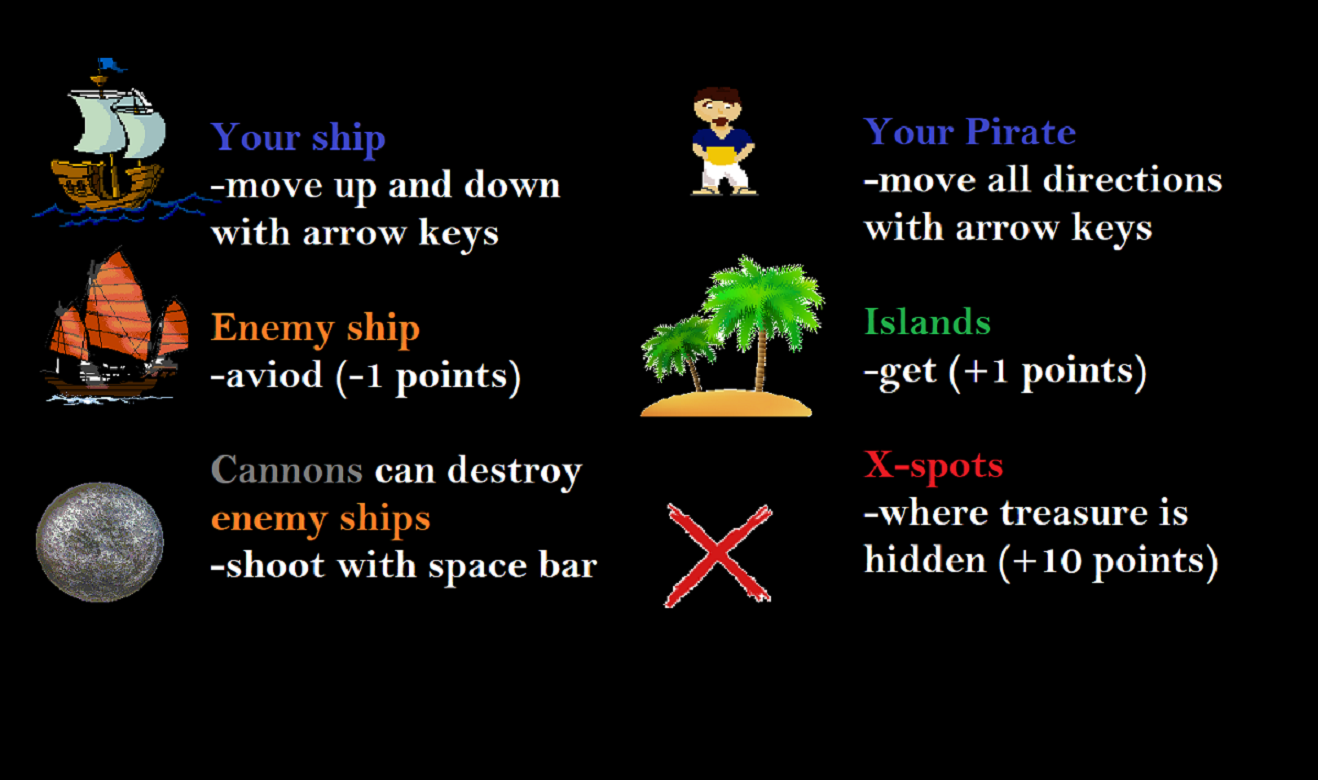 Your ship
-move up and down
with arrow keys
Enemy ship
-aviod (-1 points)
Cannons can destroy
enemy ships
-shoot with space bar
Your Pirate
-move all directions
with arrow keys
Islands
-get (+1 points)
X-spots
-where treasure is
hidden (+10 points)